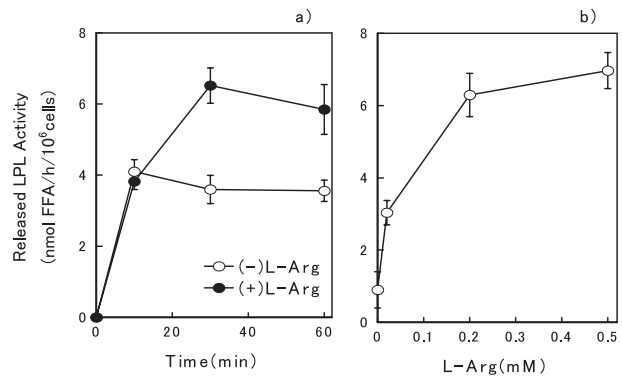 a)
b)
Released LPL Activity
(nmol FFA/h/10⁶cells)
8
6
4
2
0
(-)L-Arg
(+)L-Arg
0 20 40 60
Time(min)
8
6
4
2
0
0 0.1 0.2 0.3 0.4 0.5
L-Arg(mM)